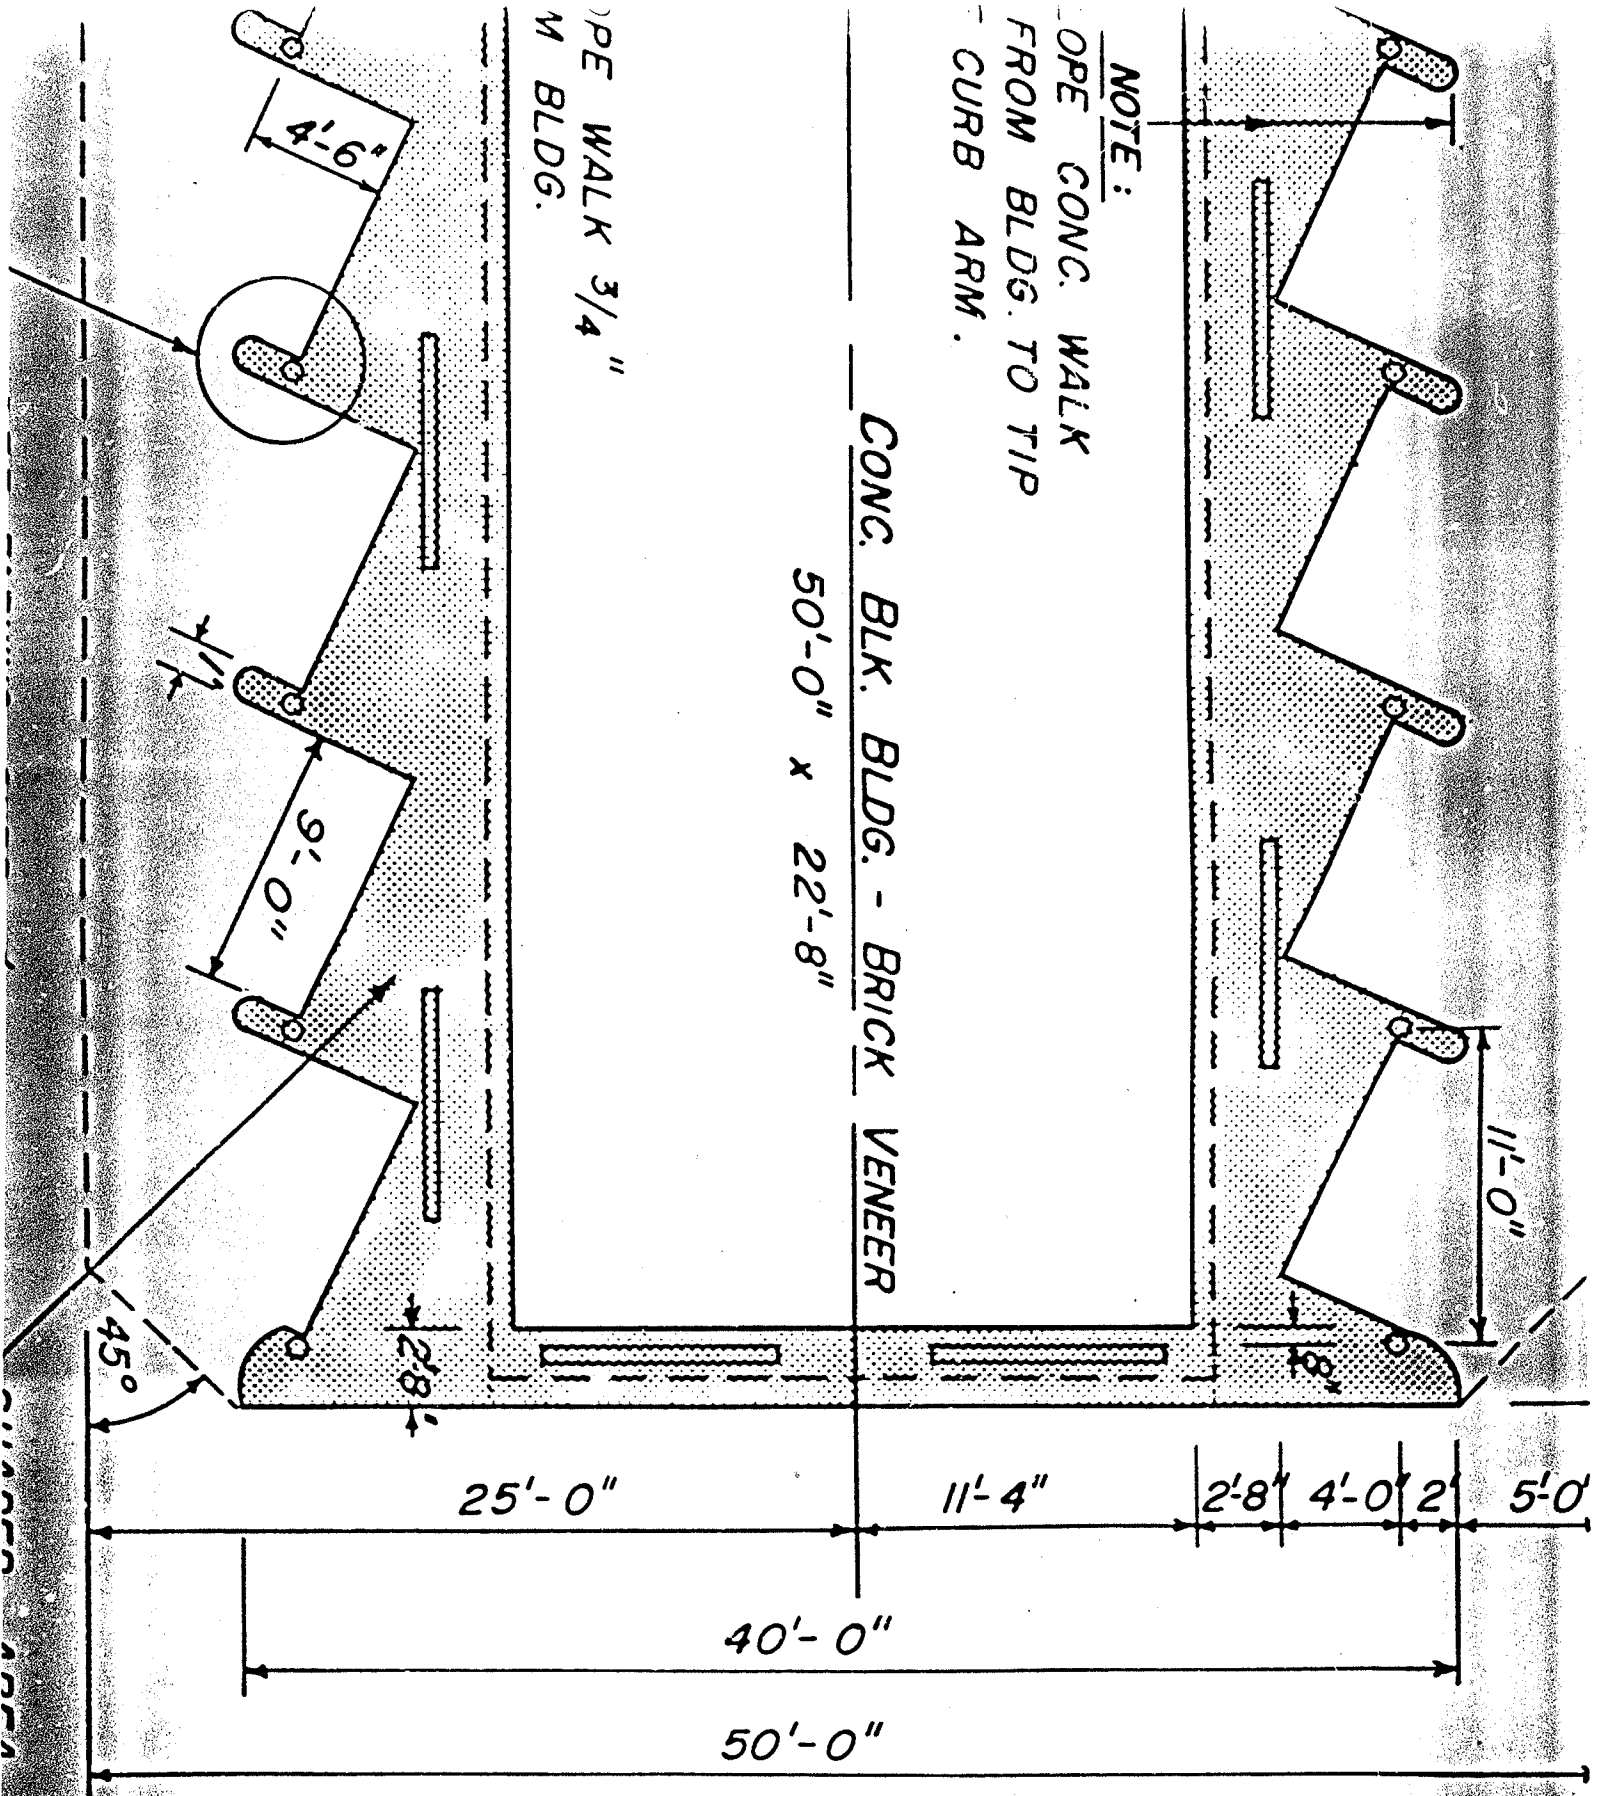 NOTE:
OPE CONC. WALK
FROM BLDG. TO TIP
CURB ARM.
OPE WALK 3/4"
M BLDG.
CONC. BLK. BLDG. - BRICK VENEER
50'-0" x 22'-8"
4'-6"
1'
9'-0"
11'-0"
45°
2'8'
8"
25'-0"
11'-4"
2'-8"
4'-0"
2'
5'-0
40'-0"
50'-0"
AREA